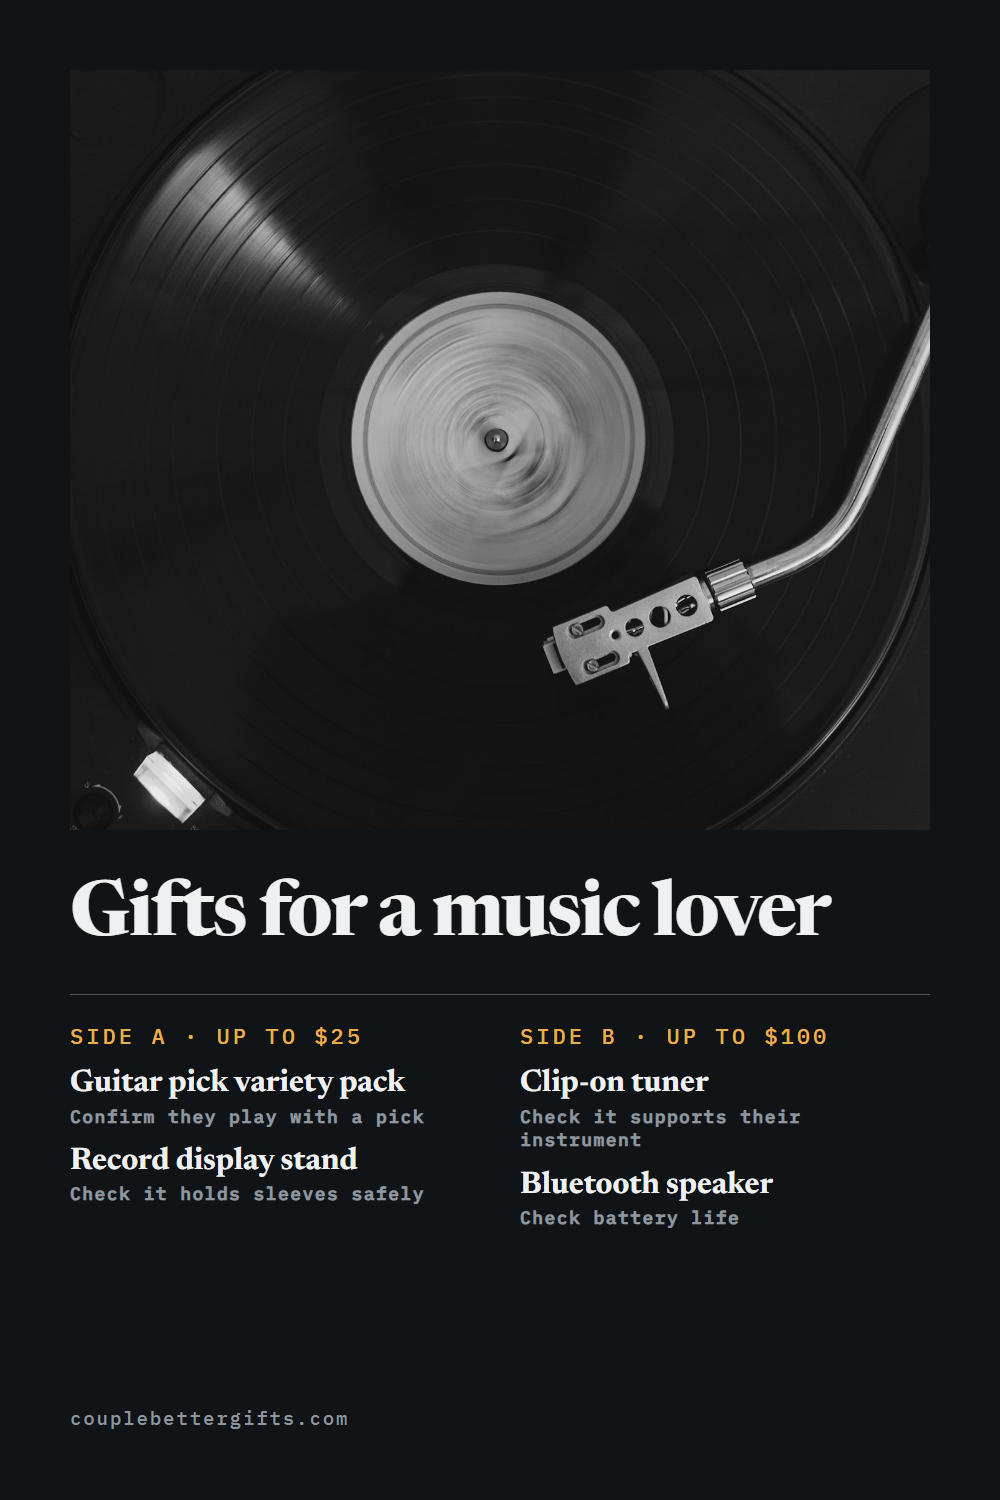 Gifts for a music lover
SIDE A · UP TO $25
Guitar pick variety pack
Confirm they play with a pick
Record display stand
Check it holds sleeves safely
SIDE B · UP TO $100
Clip-on tuner
Check it supports their
instrument
Bluetooth speaker
Check battery life
couplebettergifts.com